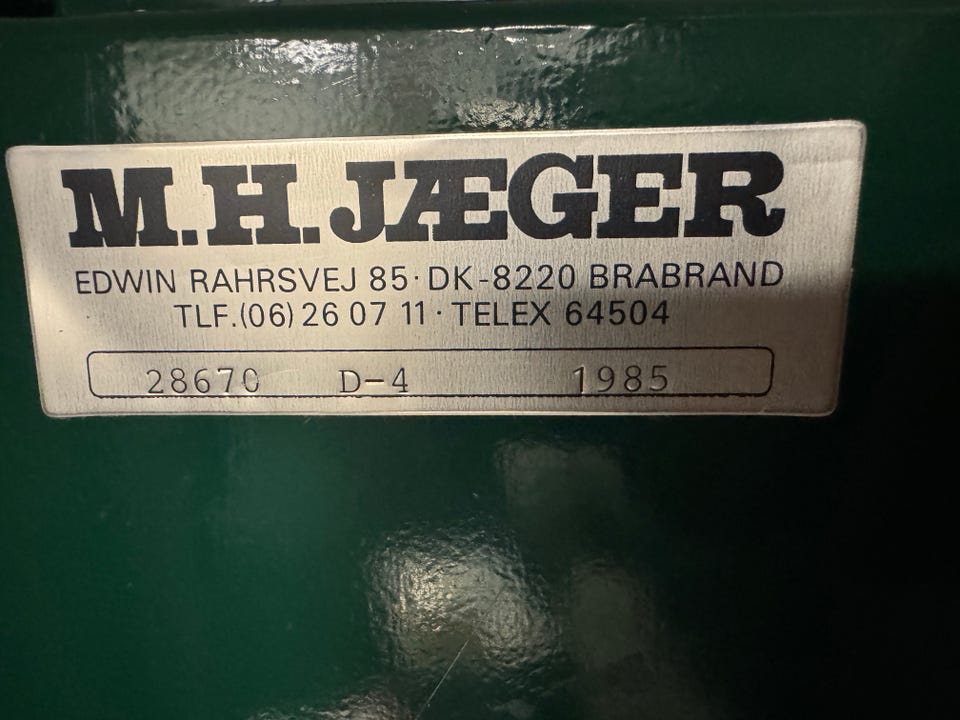 M.H. JÆGER
EDWIN RAHRSVEJ 85 · DK-8220 BRABRAND
TLF.(06) 26 07 11 · TELEX 64504
28670 D-4 1985